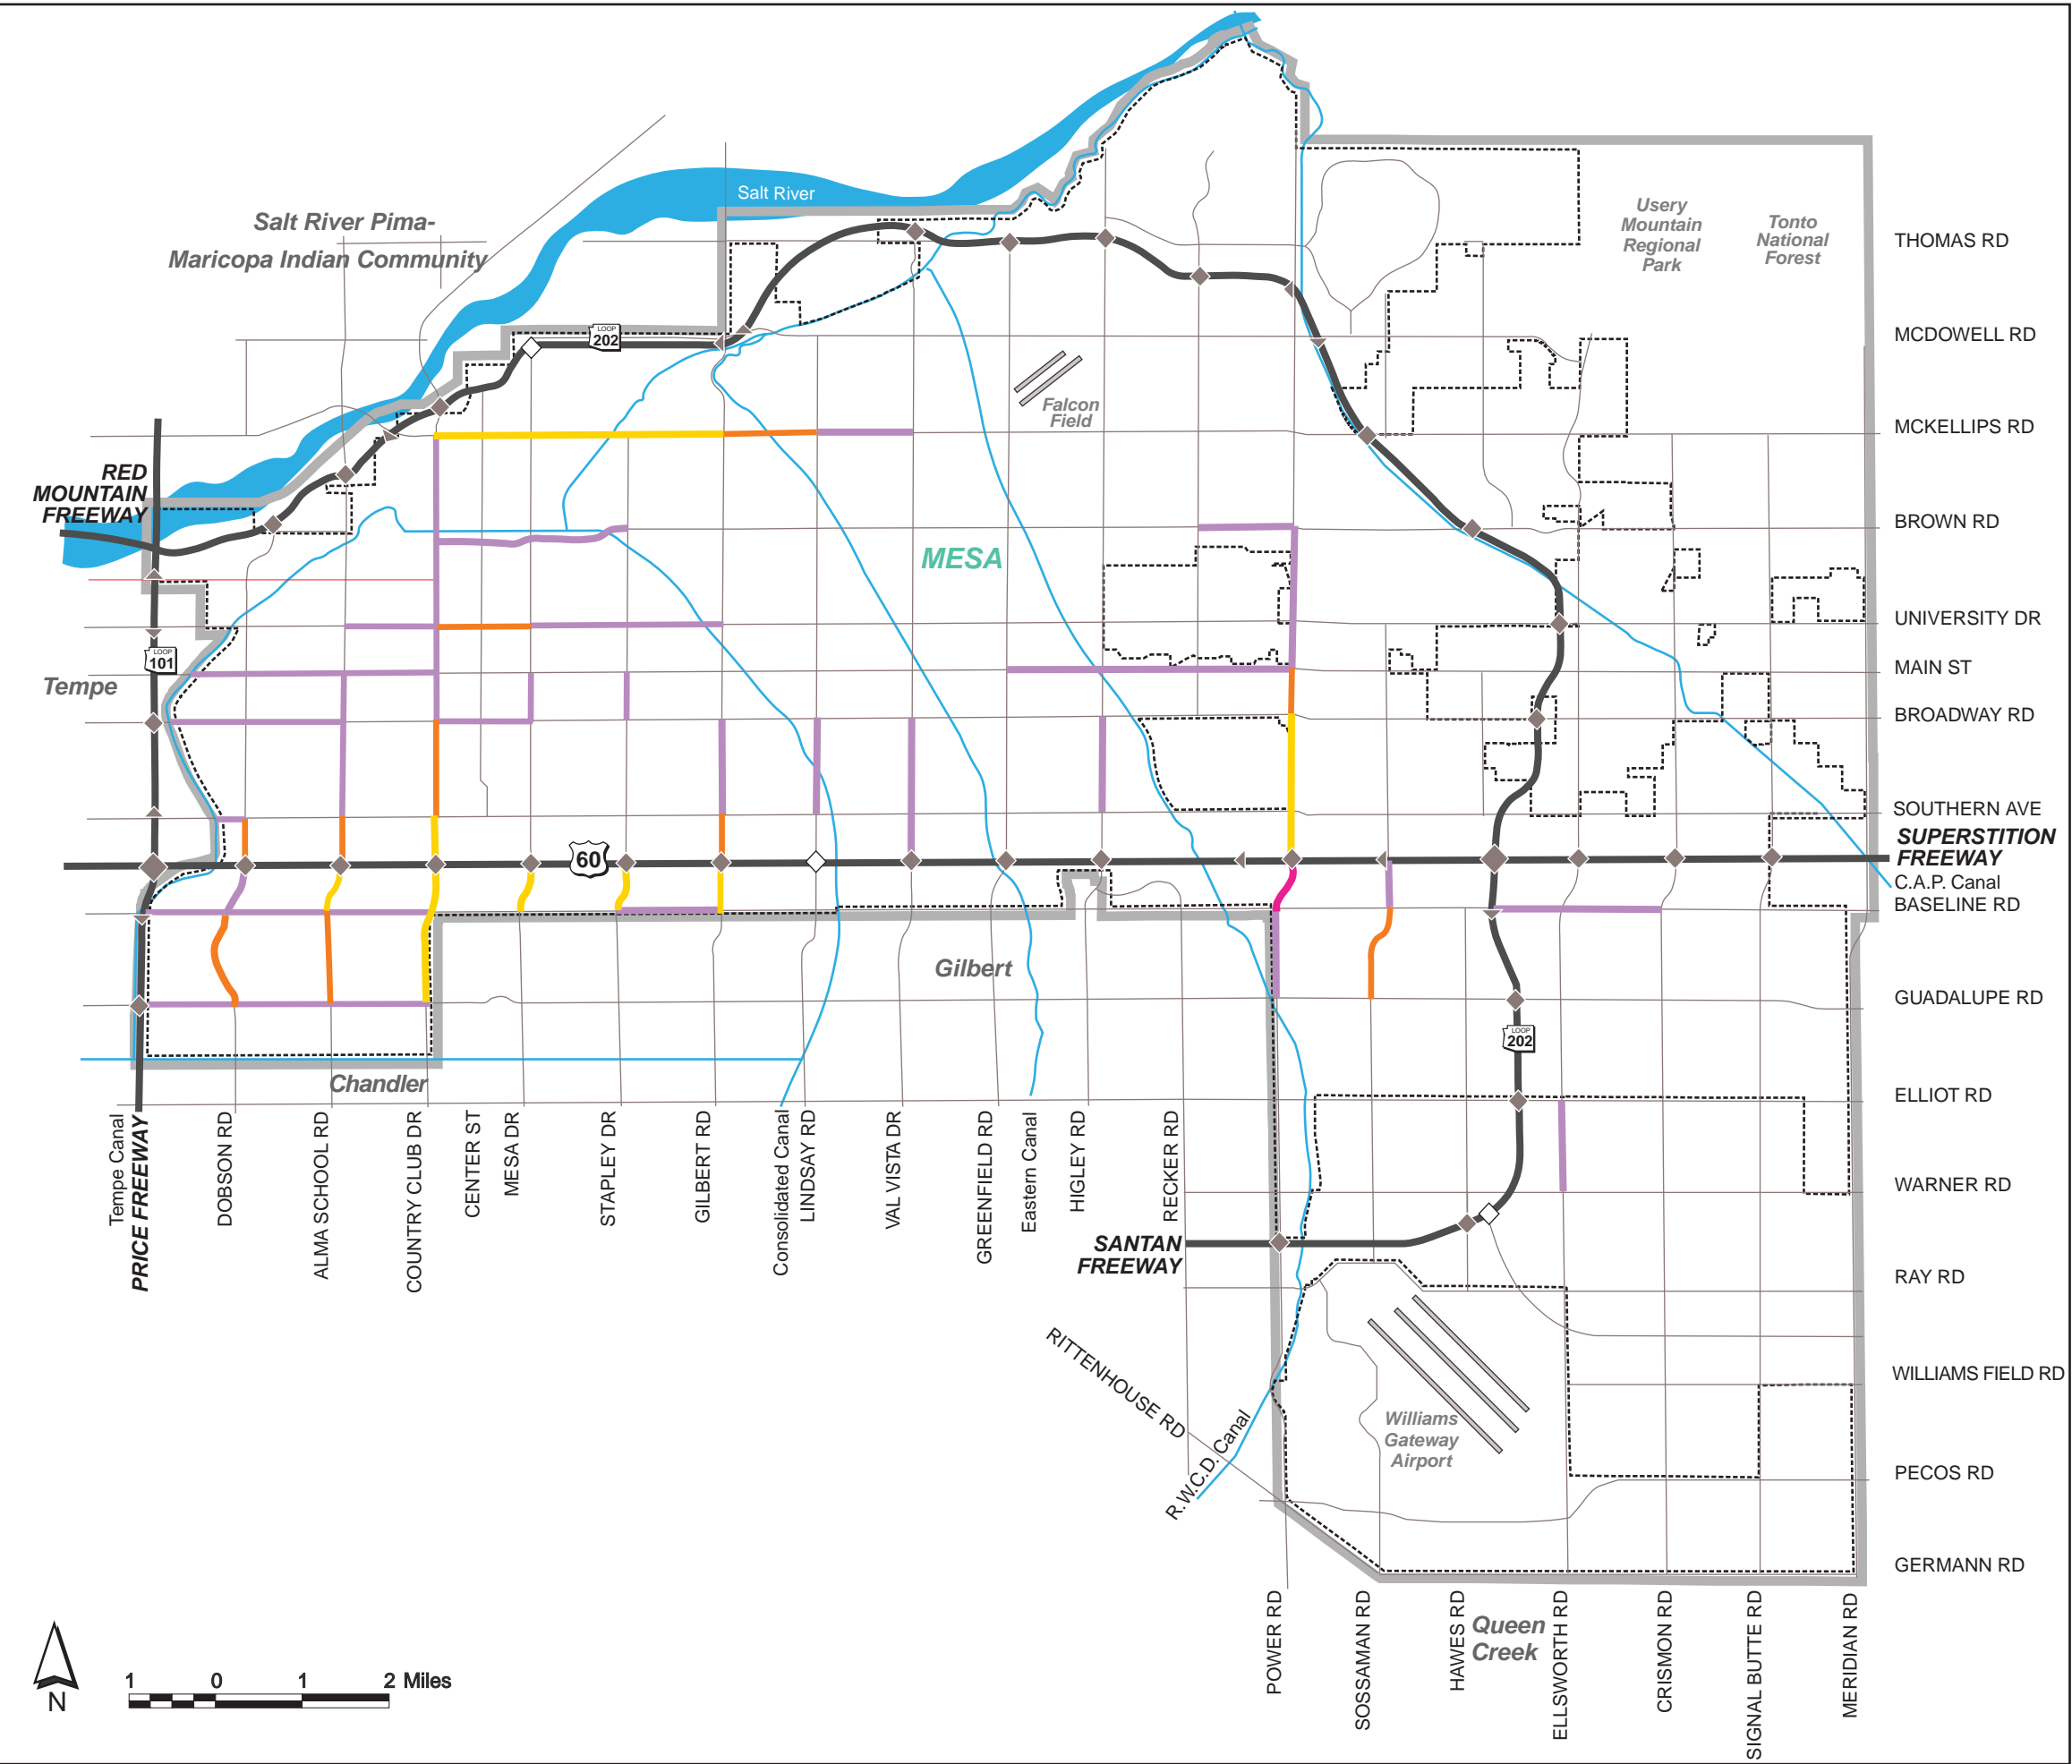 Salt River
Salt River Pima-
Maricopa Indian Community
Usery
Mountain
Regional
Park
Tonto
National
Forest
THOMAS RD
LOOP
202
MCDOWELL RD
Falcon
Field
MCKELLIPS RD
RED
MOUNTAIN
FREEWAY
BROWN RD
MESA
UNIVERSITY DR
LOOP
101
MAIN ST
Tempe
BROADWAY RD
SOUTHERN AVE
SUPERSTITION
FREEWAY
60
C.A.P. Canal
BASELINE RD
Gilbert
GUADALUPE RD
LOOP
202
Chandler
ELLIOT RD
Tempe Canal
PRICE FREEWAY
DOBSON RD
ALMA SCHOOL RD
COUNTRY CLUB DR
CENTER ST
MESA DR
STAPLEY DR
GILBERT RD
Consolidated Canal
LINDSAY RD
VAL VISTA DR
GREENFIELD RD
Eastern Canal
HIGLEY RD
RECKER RD
WARNER RD
SANTAN
FREEWAY
RAY RD
RITTENHOUSE RD
R.W.C.D. Canal
WILLIAMS FIELD RD
Williams
Gateway
Airport
PECOS RD
GERMANN RD
POWER RD
SOSSAMAN RD
HAWES RD
Queen
Creek
ELLSWORTH RD
CRISMON RD
SIGNAL BUTTE RD
MERIDIAN RD
N
1 0 1 2 Miles